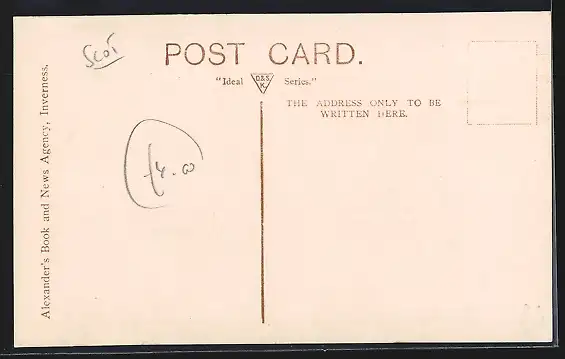 Scot
POST CARD.
"Ideal D.&S. K. Series."
THE ADDRESS ONLY TO BE
WRITTEN HERE.
£4.00
Alexander's Book and News Agency, Inverness.